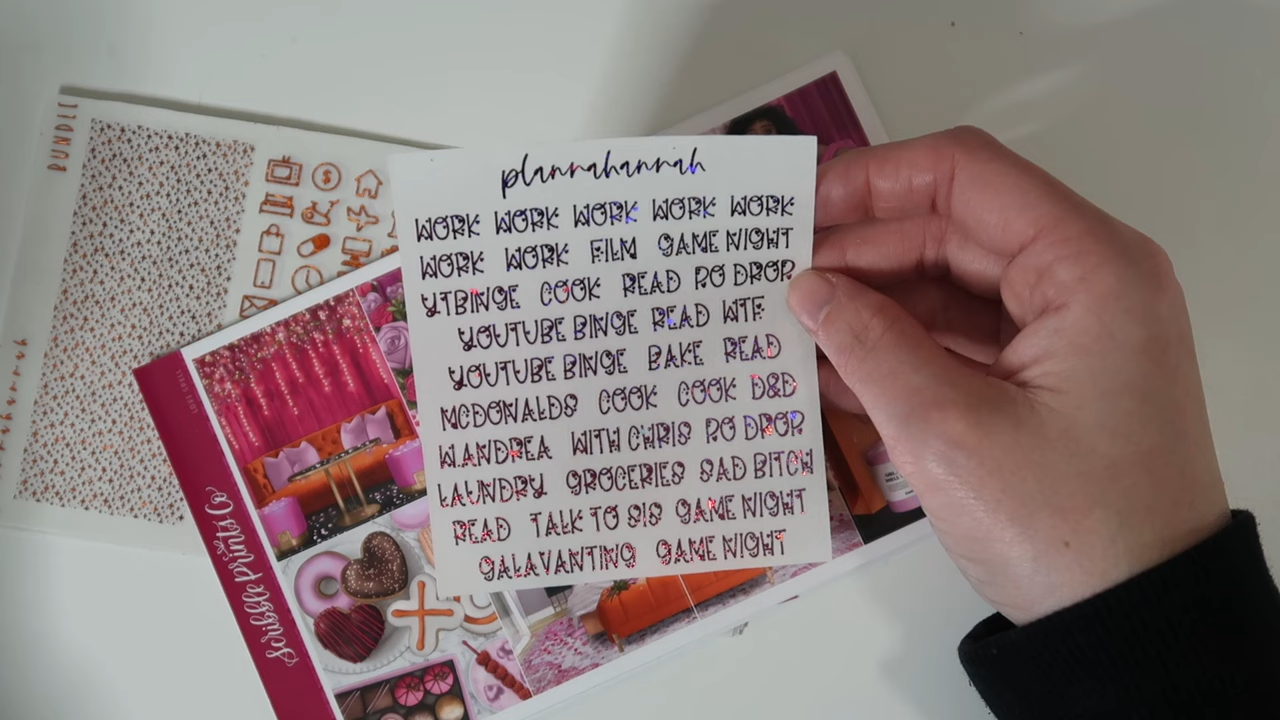 plannahannah
WORK WORK WORK WORK WORK
WORK WORK FILM GAME NIGHT
YTBINGE COOK READ PO DROP
YOUTUBE BINGE READ WTF
YOUTUBE BINGE BAKE READ
MCDONALDS COOK COOK D&D
W.ANDREA WITH CHRIS PO DROP
LAUNDRY GROCERIES SAD BITCH
READ TALK TO SIS GAME NIGHT
GALAVANTING GAME NIGHT
BUNDLE
Scribble Prints Co
LOVE SPELL